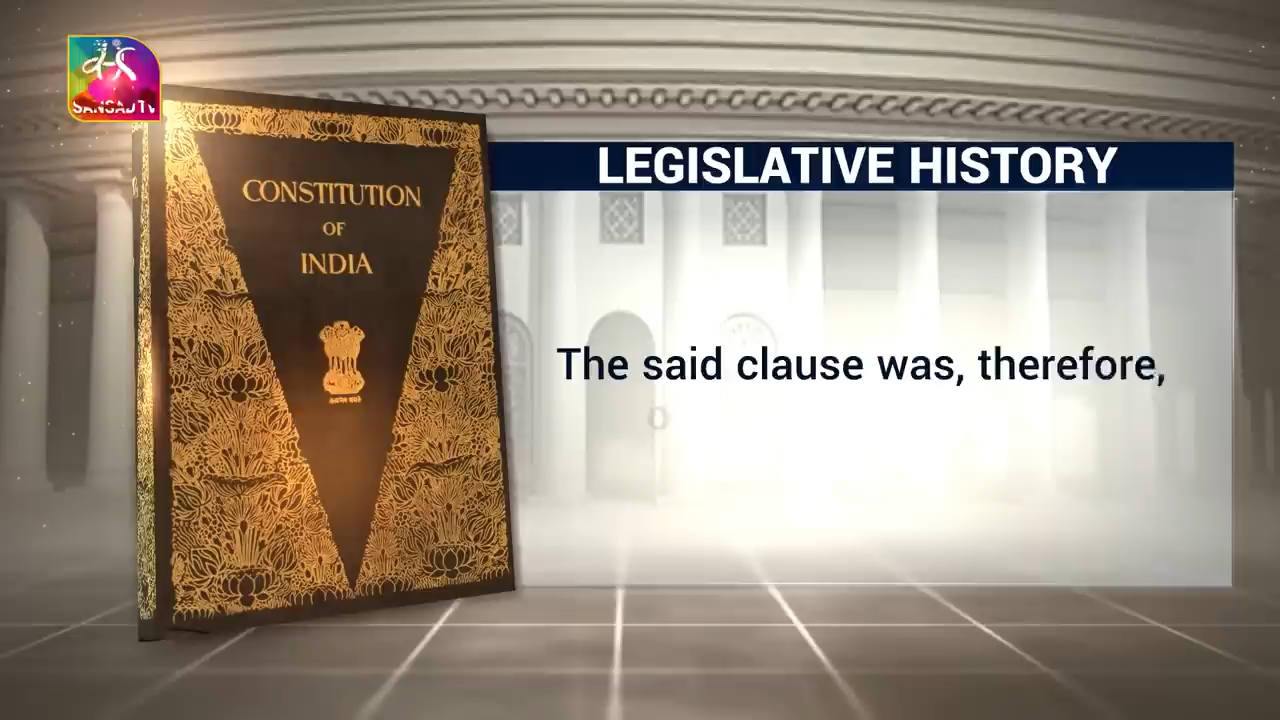 SANSAD TV
LEGISLATIVE HISTORY
CONSTITUTION
OF
INDIA
The said clause was, therefore,